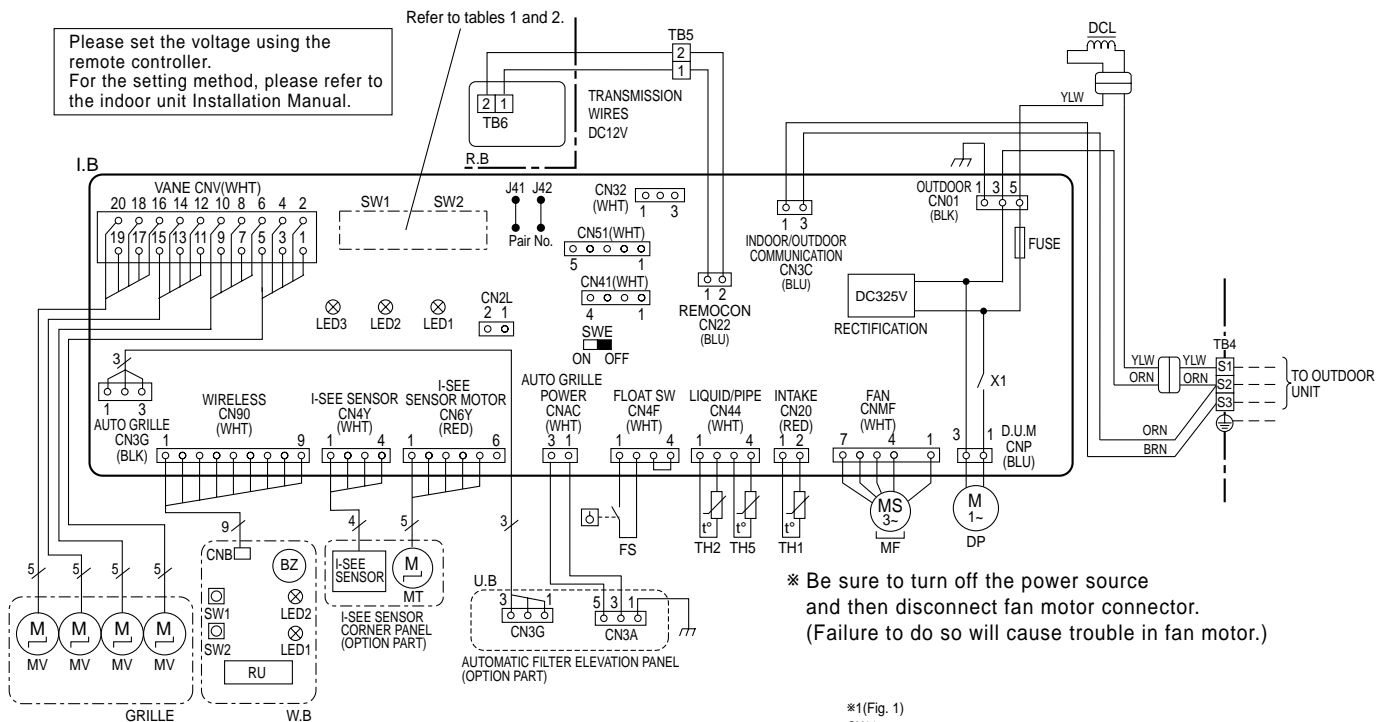 Refer to tables 1 and 2.
Please set the voltage using the
remote controller.
For the setting method, please refer to
the indoor unit Installation Manual.
TB5
2
1
DCL
YLW
2 1
TB6
TRANSMISSION
WIRES
DC12V
R.B
I.B
VANE CNV(WHT)
20 18 16 14 12 10 8 6 4 2
19 17 15 13 11 9 7 5 3 1
SW1 SW2
J41 J42
Pair No.
CN32
(WHT)
1 3
CN51(WHT)
5 1
CN41(WHT)
4 1
SWE
ON OFF
1 2
REMOCON
CN22
(BLU)
1 3
INDOOR/OUTDOOR
COMMUNICATION
CN3C
(BLU)
OUTDOOR
CN01
(BLK)
1 3 5
FUSE
DC325V
RECTIFICATION
X1
LED3 LED2 LED1
CN2L
2 1
3
1 3
AUTO GRILLE
CN3G
(BLK)
WIRELESS
CN90
(WHT)
1 9
I-SEE SENSOR
CN4Y
(WHT)
1 4
I-SEE
SENSOR MOTOR
CN6Y
(RED)
1 6
AUTO GRILLE
POWER
CNAC
(WHT)
3 1
FLOAT SW
CN4F
(WHT)
1 4
LIQUID/PIPE
CN44
(WHT)
1 4
INTAKE
CN20
(RED)
1 2
FAN
CNMF
(WHT)
7 4 1
3 1
D.U.M
CNP
(BLU)
TB4
YLW YLW S1
ORN ORN S2
S3
TO OUTDOOR
UNIT
ORN
BRN
5 5 5 5
M M M M
MV MV MV MV
GRILLE
9
CNB
BZ
SW1
LED2
SW2
LED1
RU
W.B
4
I-SEE
SENSOR
5
M
MT
I-SEE SENSOR
CORNER PANEL
(OPTION PART)
3
U.B
3 1
CN3G
5 3 1
CN3A
AUTOMATIC FILTER ELEVATION PANEL
(OPTION PART)
FS
t° t° t°
TH2 TH5 TH1
MS
3~
MF
M
1~
DP
※ Be sure to turn off the power source
and then disconnect fan motor connector.
(Failure to do so will cause trouble in fan motor.)
※1(Fig. 1)